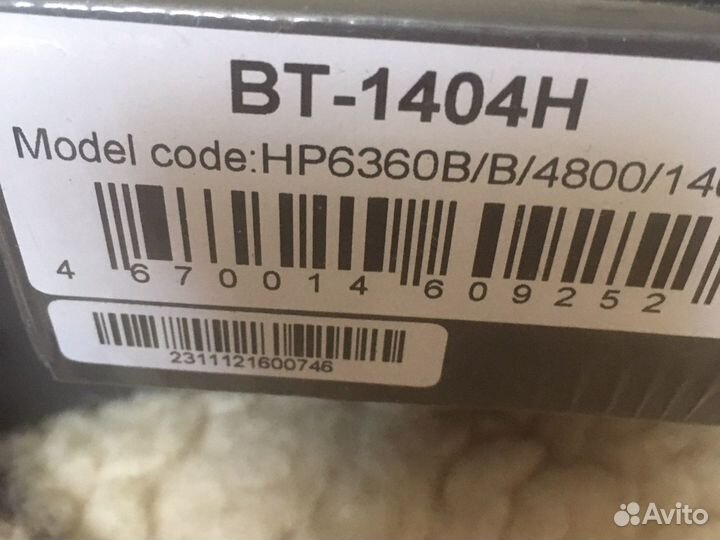 BT-1404H
Model code:HP6360B/B/4800/14
4 670014 609252
2311121600746
Avito